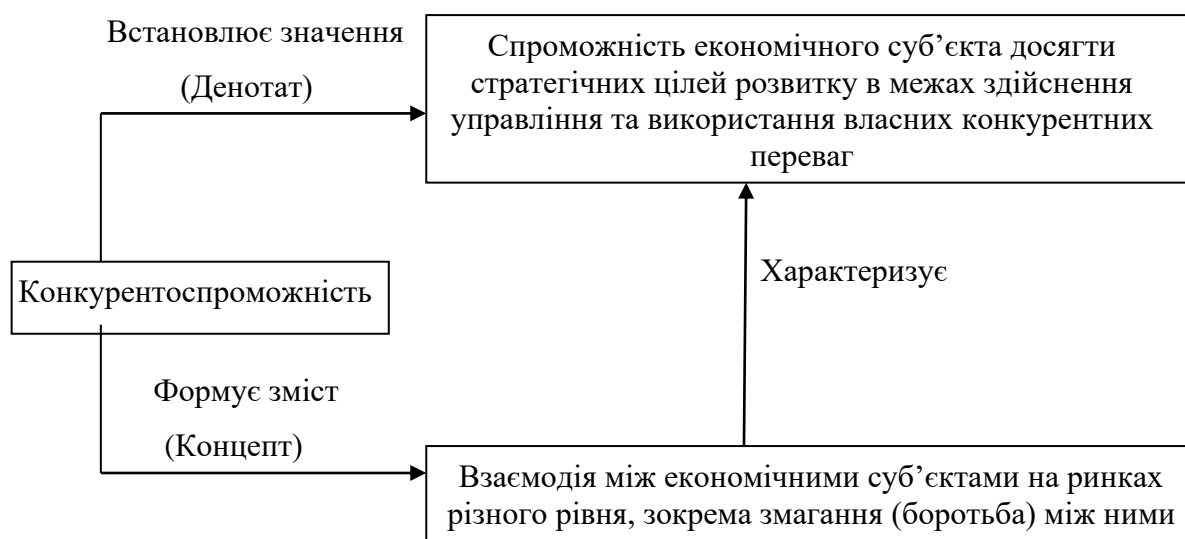 Встановлює значення
(Денотат)
Спроможність економічного суб’єкта досягти
стратегічних цілей розвитку в межах здійснення
управління та використання власних конкурентних
переваг
Конкурентоспроможність
Характеризує
Формує зміст
(Концепт)
Взаємодія між економічними суб’єктами на ринках
різного рівня, зокрема змагання (боротьба) між ними